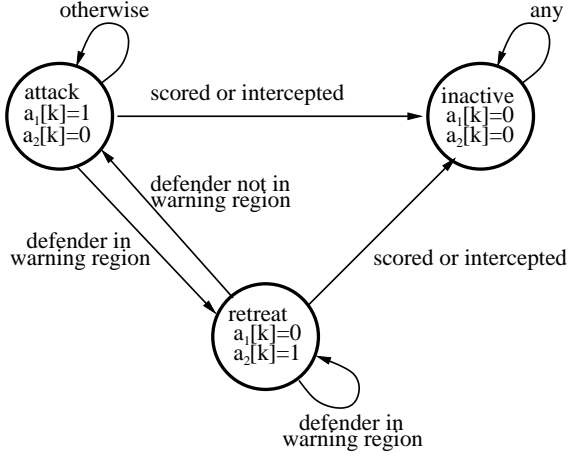 otherwise
any
attack
a₁[k]=1
a₂[k]=0
scored or intercepted
inactive
a₁[k]=0
a₂[k]=0
defender not in
warning region
defender in
warning region
scored or intercepted
retreat
a₁[k]=0
a₂[k]=1
defender in
warning region